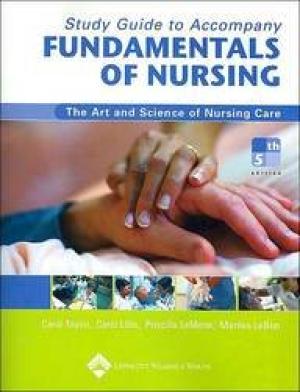 Study Guide to Accompany
FUNDAMENTALS
OF NURSING
The Art and Science of Nursing Care
5th
edition
Carol Taylor, Carol Lillis, Priscilla LeMone, Marilee LeBon
LIPPINCOTT WILLIAMS & WILKINS